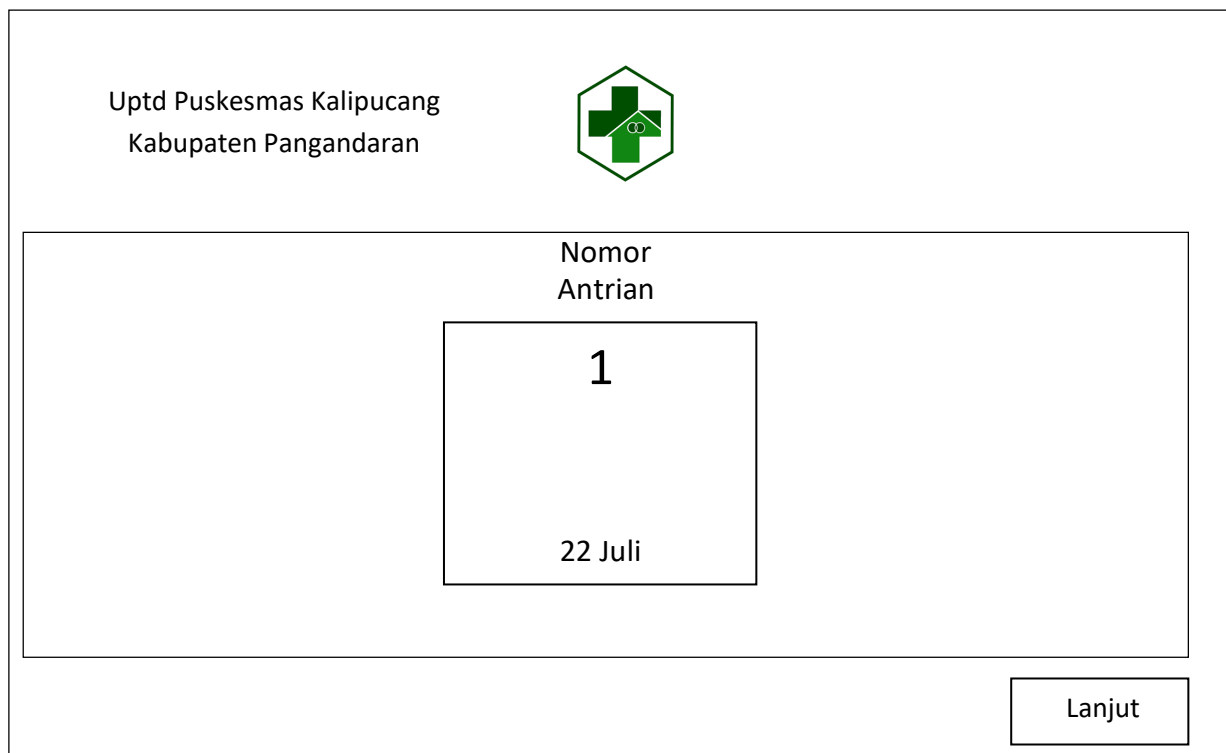 Uptd Puskesmas Kalipucang
Kabupaten Pangandaran
Nomor
Antrian
1
22 Juli
Lanjut